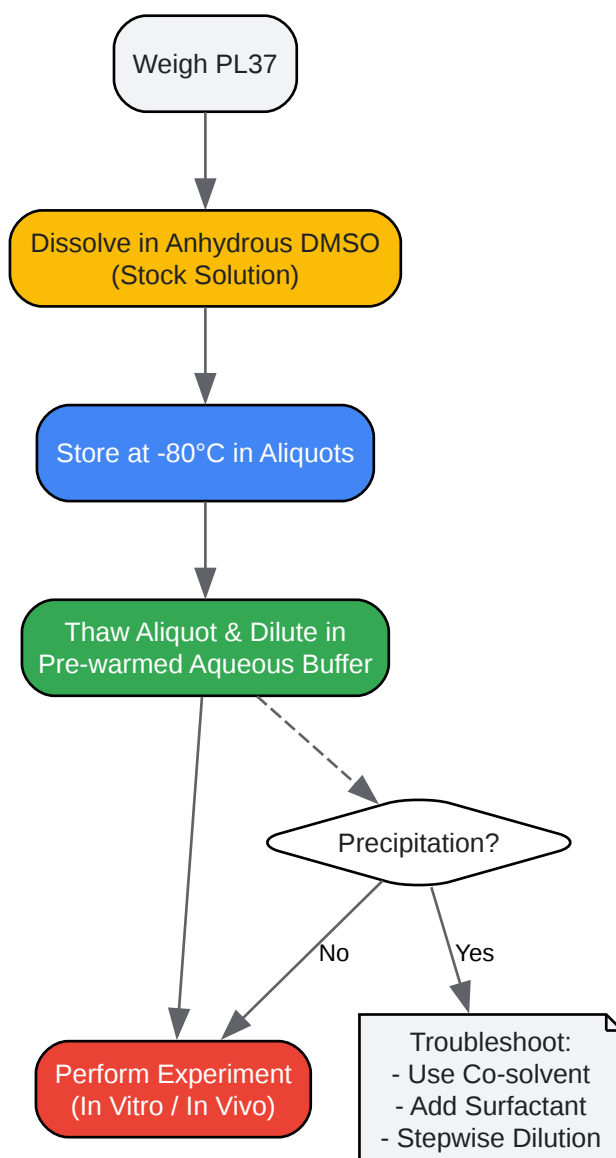 Weigh PL37
Dissolve in Anhydrous DMSO
(Stock Solution)
Store at -80°C in Aliquots
Thaw Aliquot & Dilute in
Pre-warmed Aqueous Buffer
Precipitation?
No
Yes
Perform Experiment
(In Vitro / In Vivo)
Troubleshoot:
- Use Co-solvent
- Add Surfactant
- Stepwise Dilution